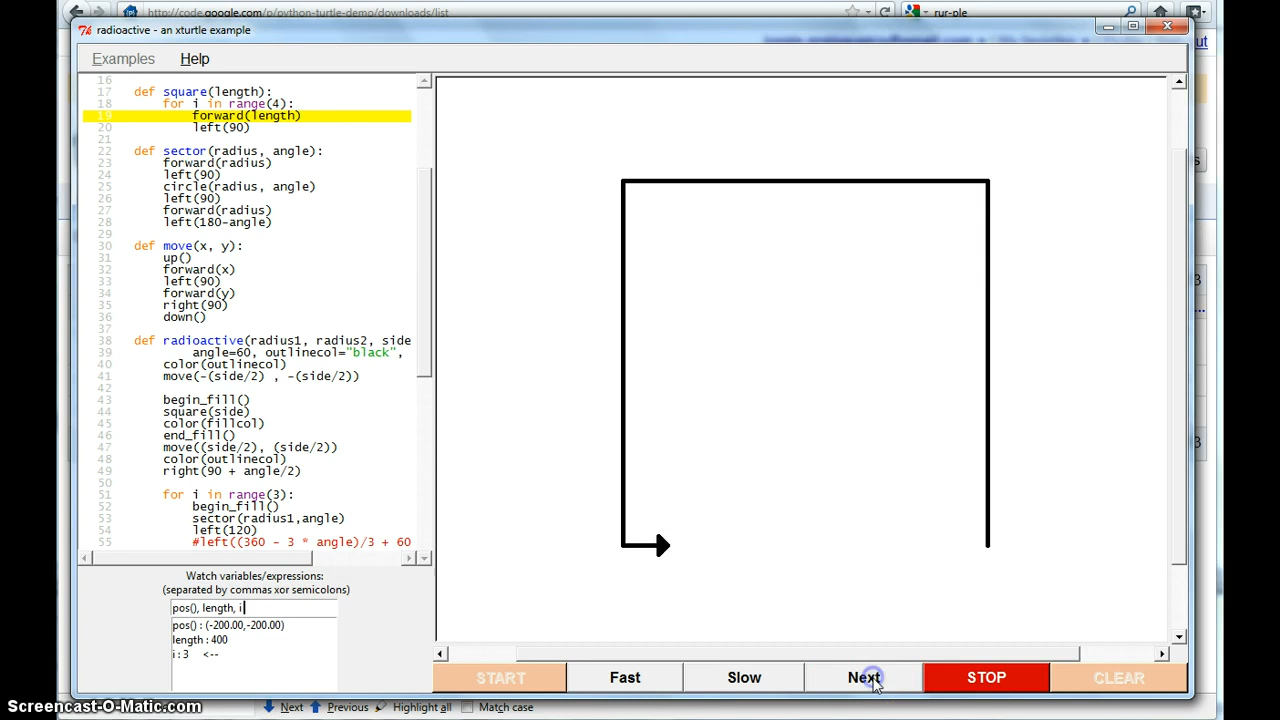 http://code.google.com/p/python-turtle-demo/downloads/list
rur-ple
radioactive - an xturtle example
Examples Help
16
17 def square(length):
18 for i in range(4):
19 forward(length)
20 left(90)
21
22 def sector(radius, angle):
23 forward(radius)
24 left(90)
25 circle(radius, angle)
26 left(90)
27 forward(radius)
28 left(180-angle)
29
30 def move(x, y):
31 up()
32 forward(x)
33 left(90)
34 forward(y)
35 right(90)
36 down()
37
38 def radioactive(radius1, radius2, side
39 angle=60, outlinecol="black",
40 color(outlinecol)
41 move(-(side/2) , -(side/2))
42
43 begin_fill()
44 square(side)
45 color(fillcol)
46 end_fill()
47 move((side/2), (side/2))
48 color(outlinecol)
49 right(90 + angle/2)
50
51 for i in range(3):
52 begin_fill()
53 sector(radius1,angle)
54 left(120)
55 #left((360 - 3 * angle)/3 + 60
Watch variables/expressions:
(separated by commas xor semicolons)
pos(), length, i
pos() : (-200.00,-200.00)
length : 400
i : 3 <--
START Fast Slow Next STOP CLEAR
Screencast-O-Matic.com
Next Previous Highlight all Match case